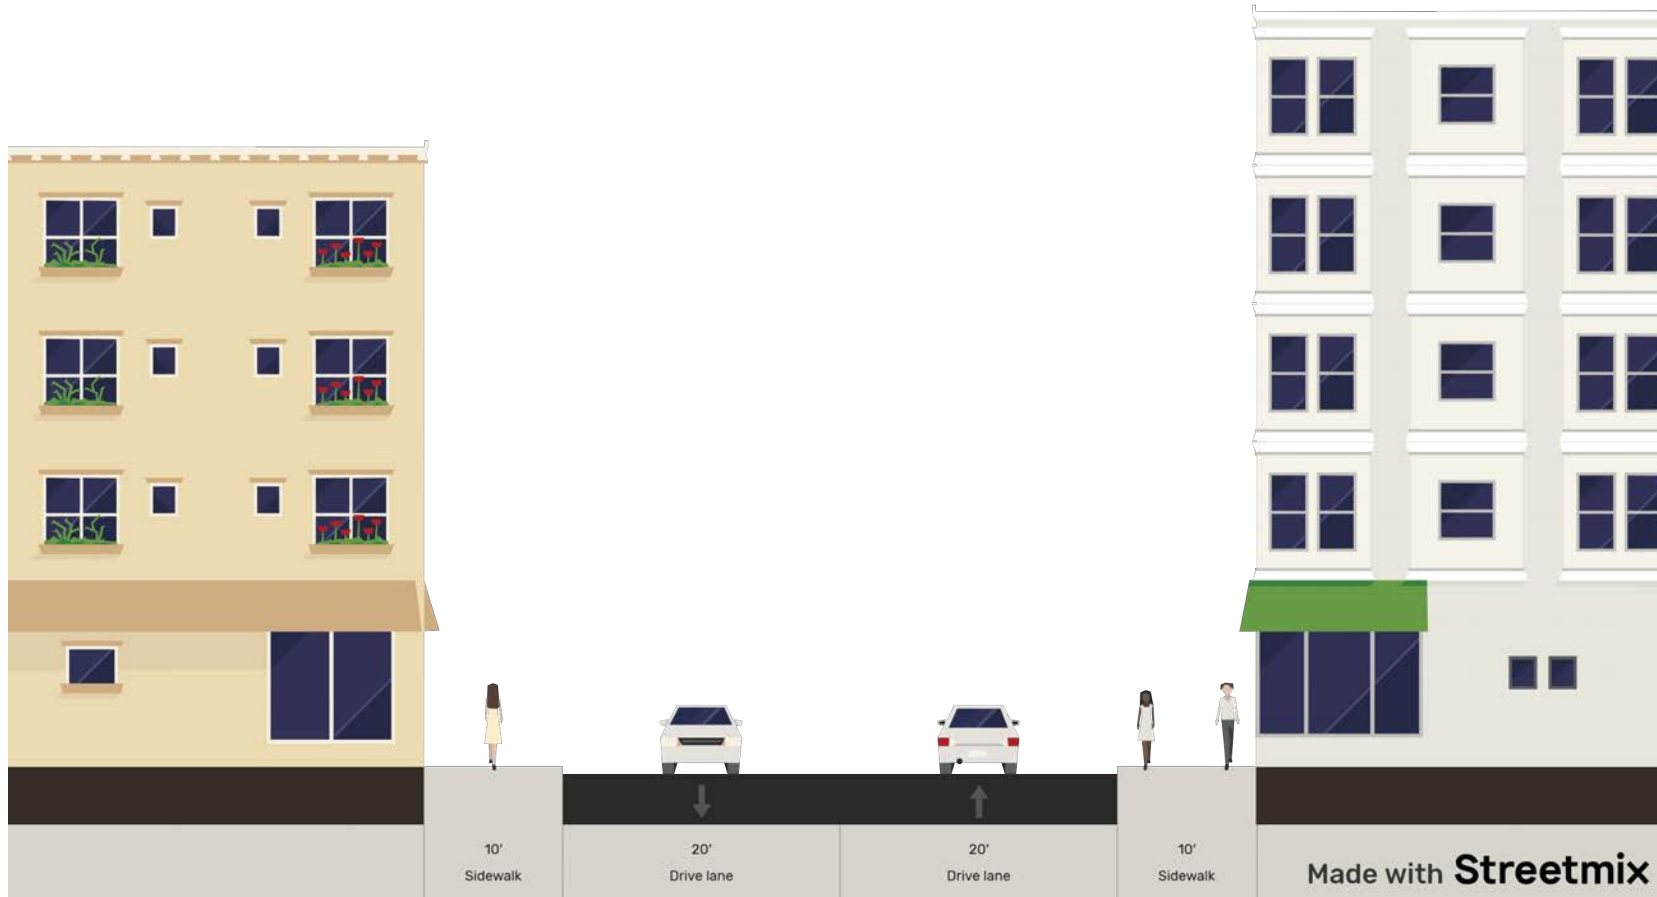 10'
Sidewalk
20'
Drive lane
20'
Drive lane
10'
Sidewalk
Made with Streetmix